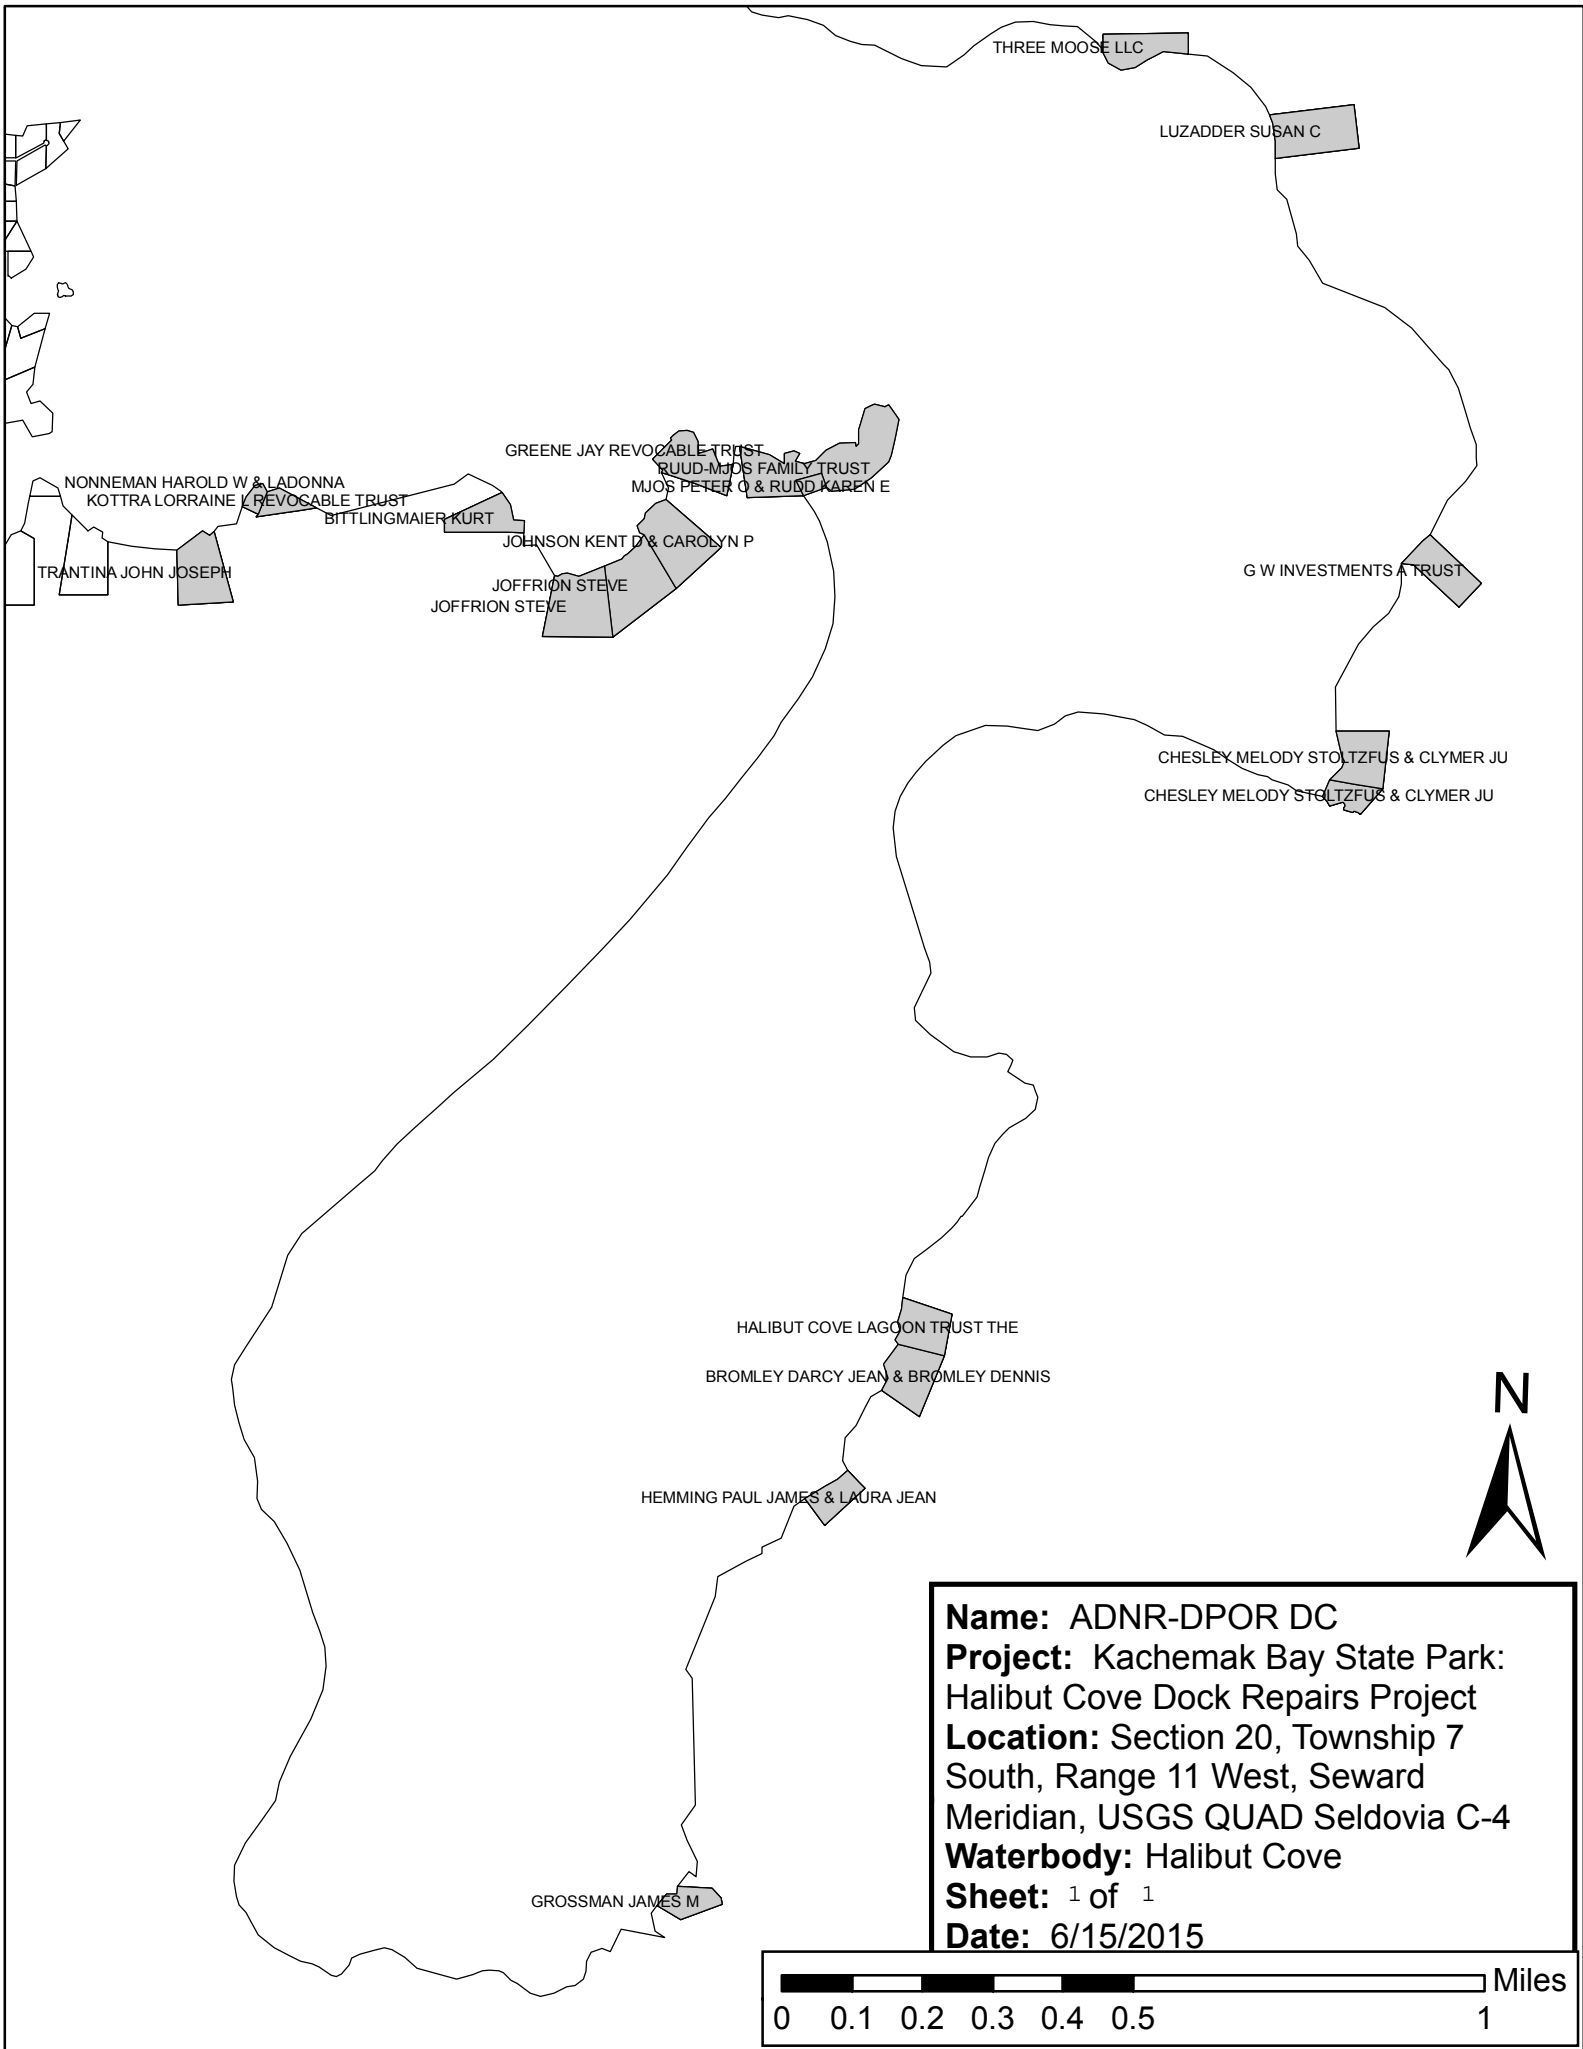 THREE MOOSE LLC
LUZADDER SUSAN C
GREENE JAY REVOCABLE TRUST
RUUD-MJOS FAMILY TRUST
MJOS PETER O & RUDD KAREN E
NONNEMAN HAROLD W & LADONNA
KOTTRA LORRAINE L REVOCABLE TRUST
BITTLINGMAIER KURT
JOHNSON KENT D & CAROLYN P
TRANTINA JOHN JOSEPH
JOFFRION STEVE
JOFFRION STEVE
G W INVESTMENTS A TRUST
CHESLEY MELODY STOLTZFUS & CLYMER JU
CHESLEY MELODY STOLTZFUS & CLYMER JU
HALIBUT COVE LAGOON TRUST THE
BROMLEY DARCY JEAN & BROMLEY DENNIS
HEMMING PAUL JAMES & LAURA JEAN
GROSSMAN JAMES M
N
Name: ADNR-DPOR DC
Project: Kachemak Bay State Park:
Halibut Cove Dock Repairs Project
Location: Section 20, Township 7
South, Range 11 West, Seward
Meridian, USGS QUAD Seldovia C-4
Waterbody: Halibut Cove
Sheet: 1 of 1
Date: 6/15/2015
Miles
0 0.1 0.2 0.3 0.4 0.5 1